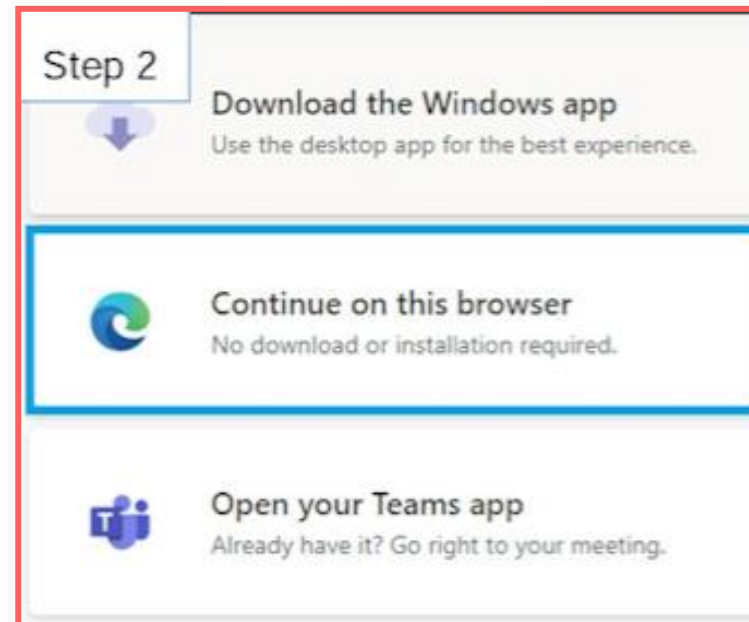 Step 2
Download the Windows app
Use the desktop app for the best experience.
Continue on this browser
No download or installation required.
Open your Teams app
Already have it? Go right to your meeting.